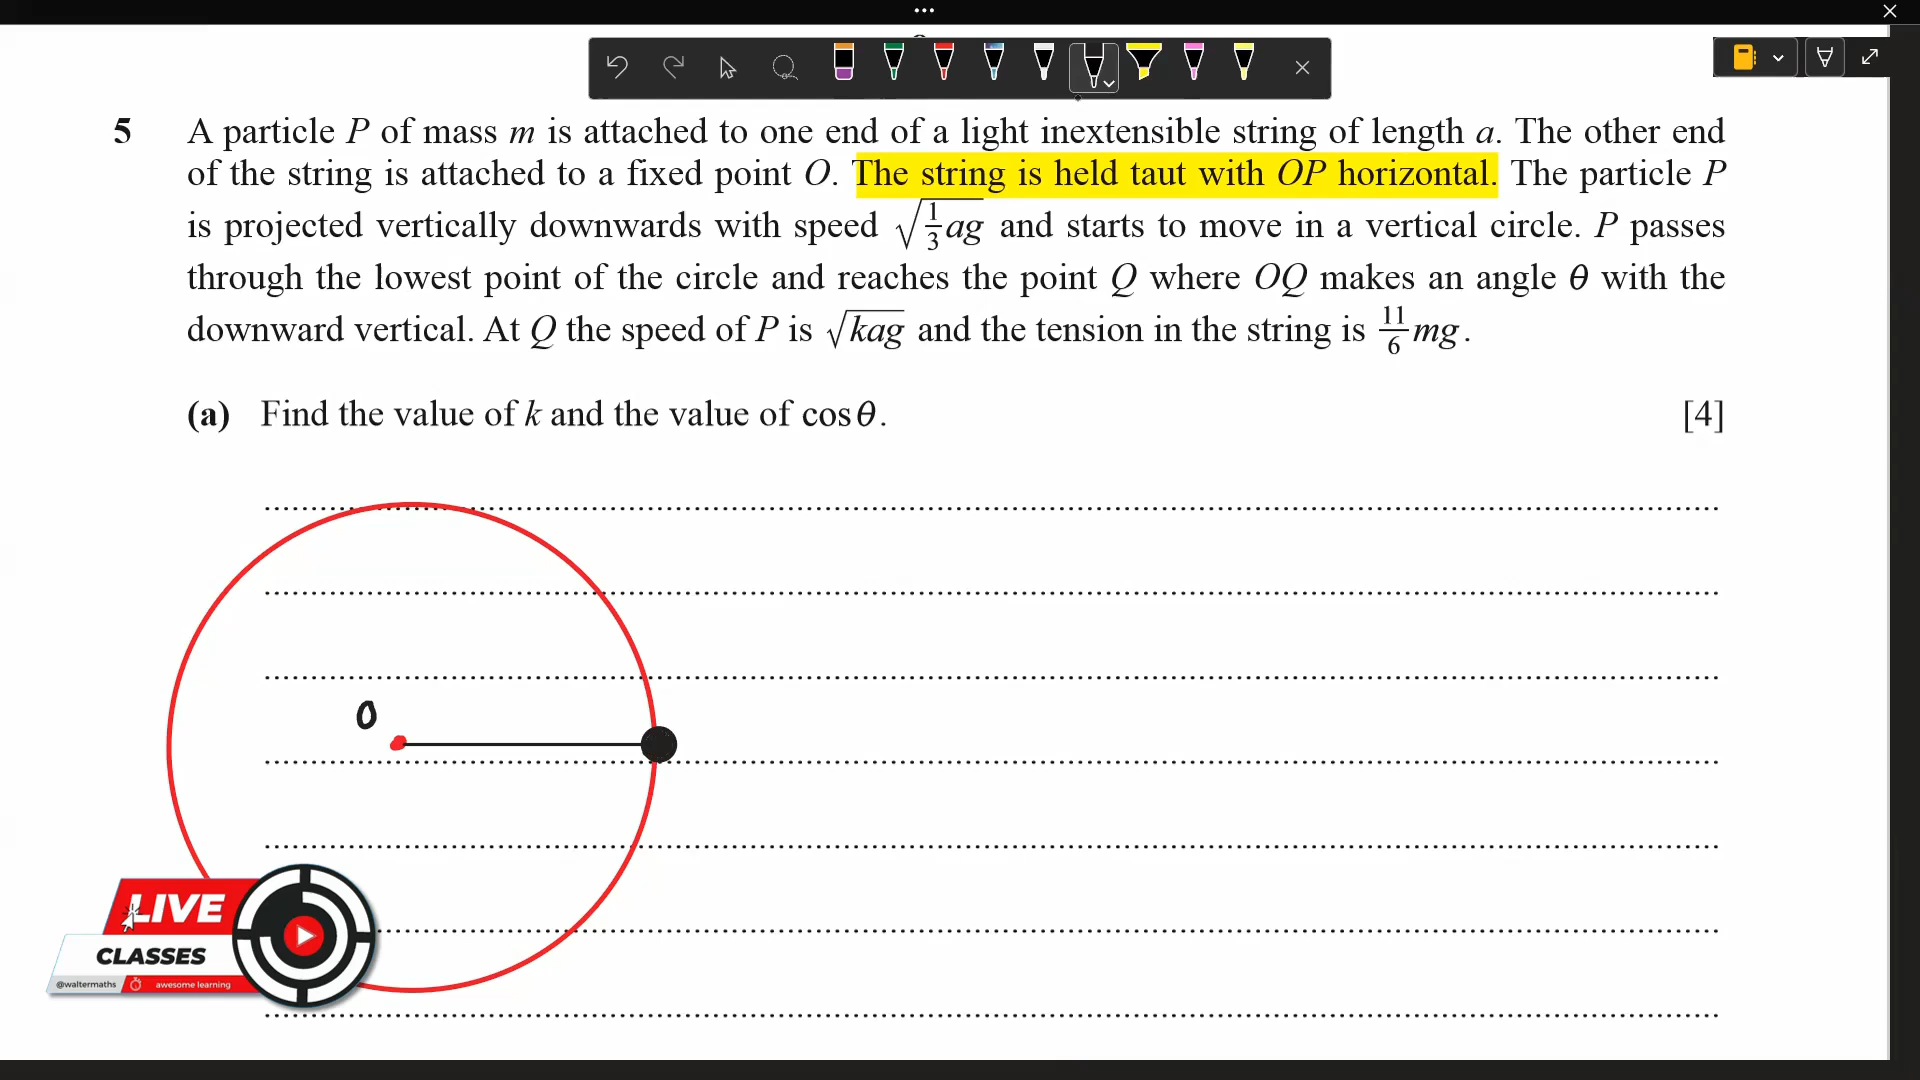 5 A particle P of mass m is attached to one end of a light inextensible string of length a. The other end
of the string is attached to a fixed point O. The string is held taut with OP horizontal. The particle P
is projected vertically downwards with speed √(1/3 ag) and starts to move in a vertical circle. P passes
through the lowest point of the circle and reaches the point Q where OQ makes an angle θ with the
downward vertical. At Q the speed of P is √(kag) and the tension in the string is 11/6 mg.
(a) Find the value of k and the value of cos θ. [4]
O
LIVE
CLASSES
@waltermaths awesome learning